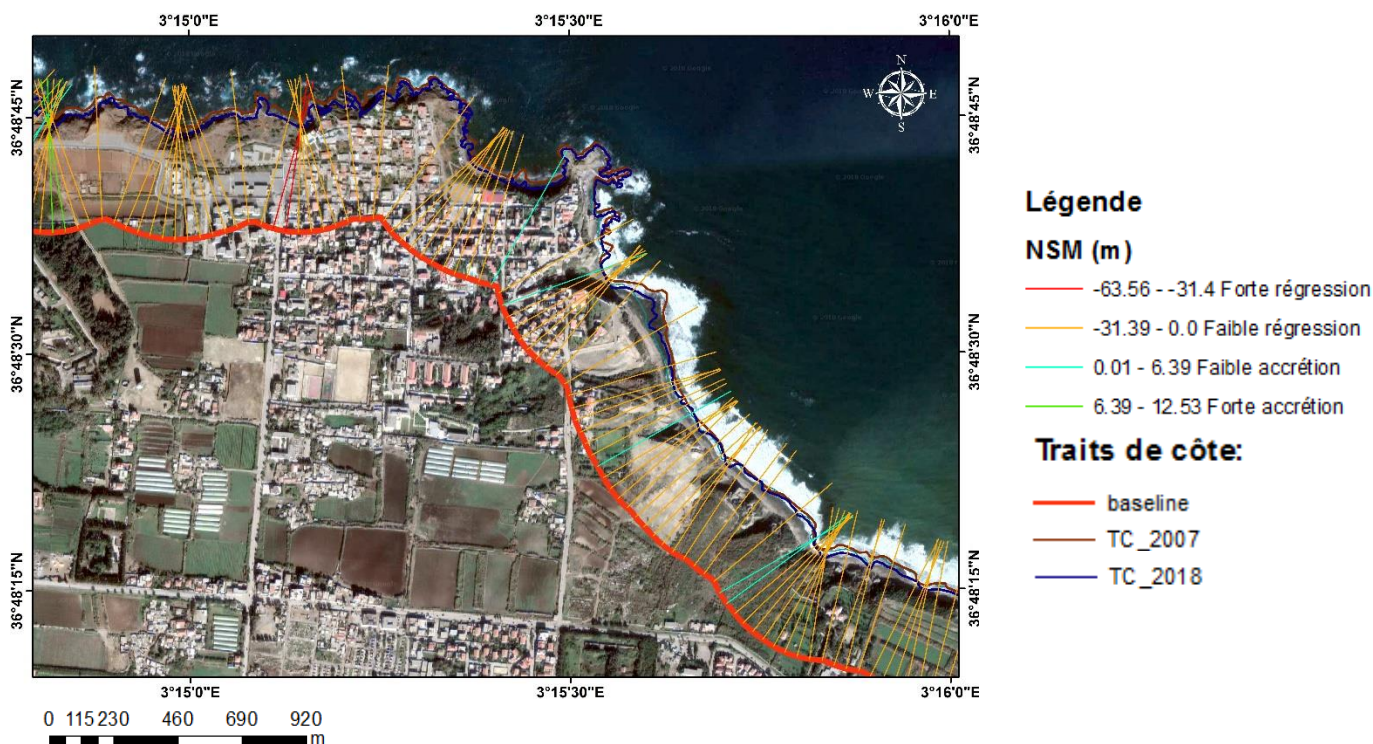 3°15'0"E 3°15'30"E 3°16'0"E
36°48'45"N 36°48'45"N
N
W E
S
36°48'30"N 36°48'30"N
36°48'15"N 36°48'15"N
3°15'0"E 3°15'30"E 3°16'0"E
0 115 230 460 690 920
m
Légende
NSM (m)
-63.56 - -31.4 Forte régression
-31.39 - 0.0 Faible régression
0.01 - 6.39 Faible accrétion
6.39 - 12.53 Forte accrétion
Traits de côte:
baseline
TC_2007
TC_2018